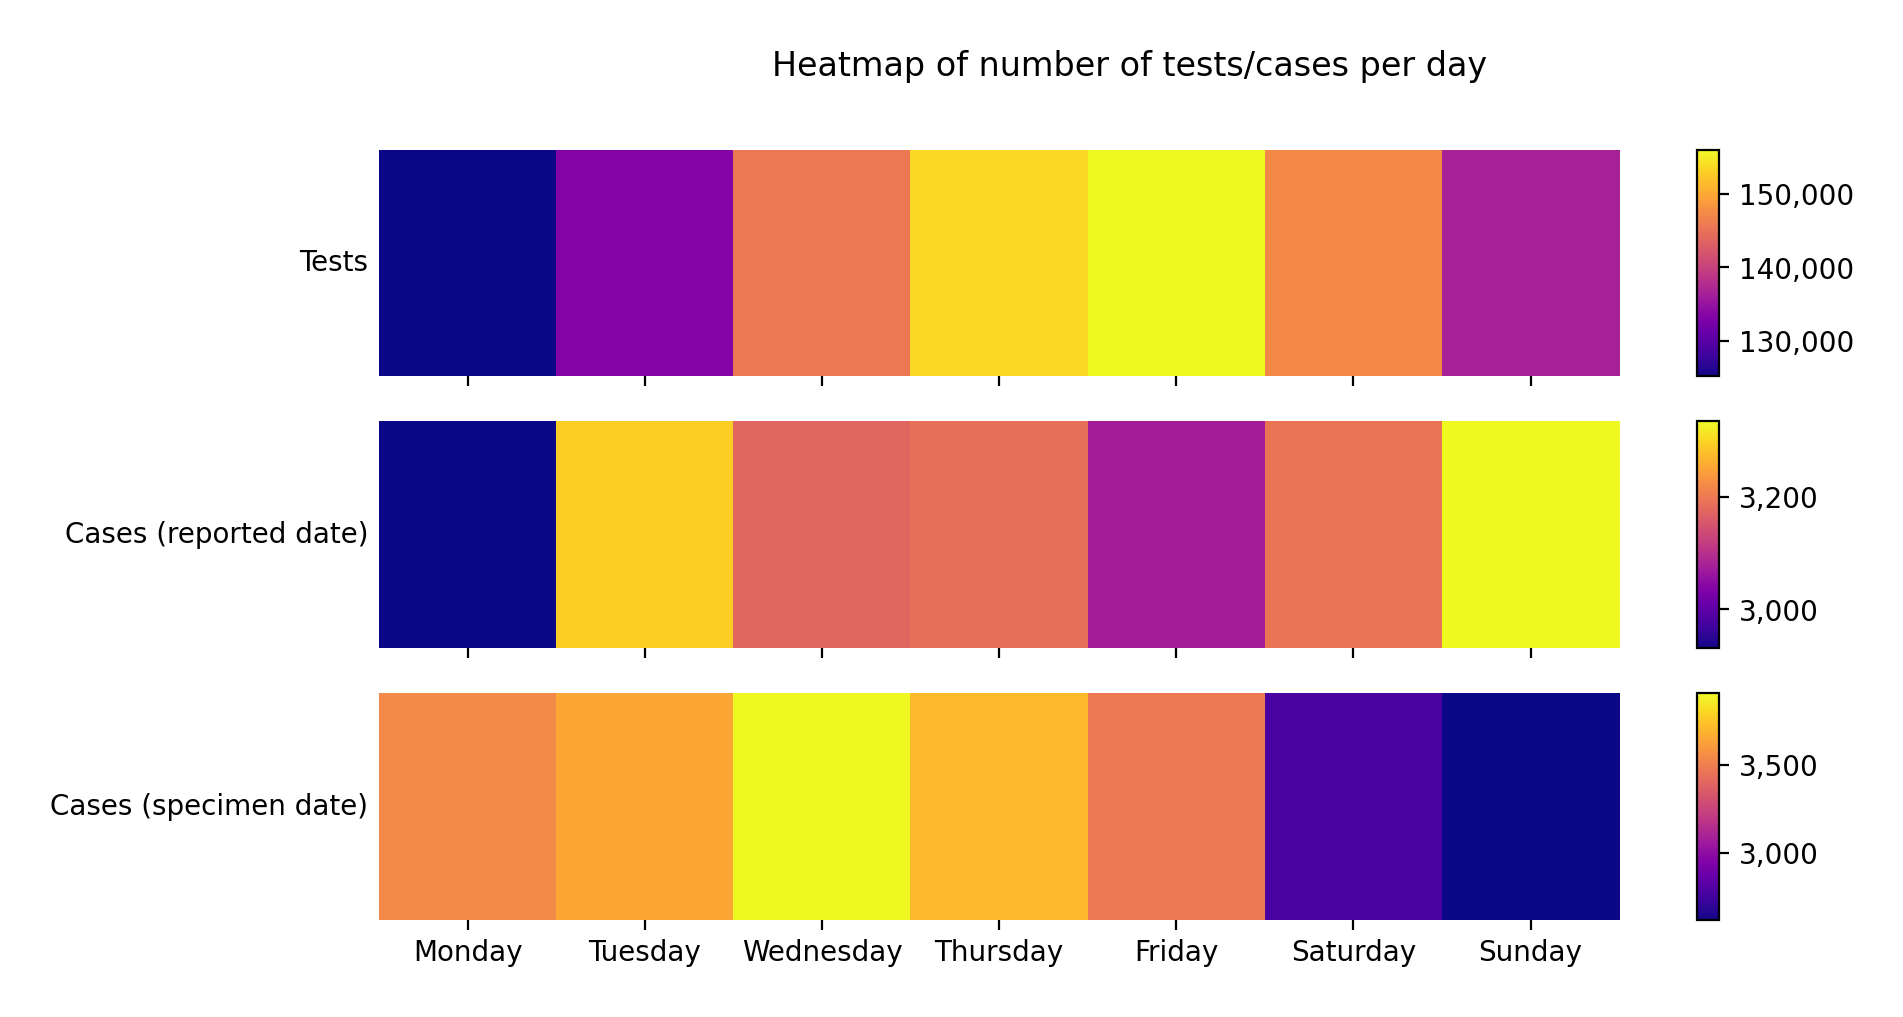 Heatmap of number of tests/cases per day
Tests
150,000
140,000
130,000
Cases (reported date)
3,200
3,000
Cases (specimen date)
3,500
3,000
Monday Tuesday Wednesday Thursday Friday Saturday Sunday